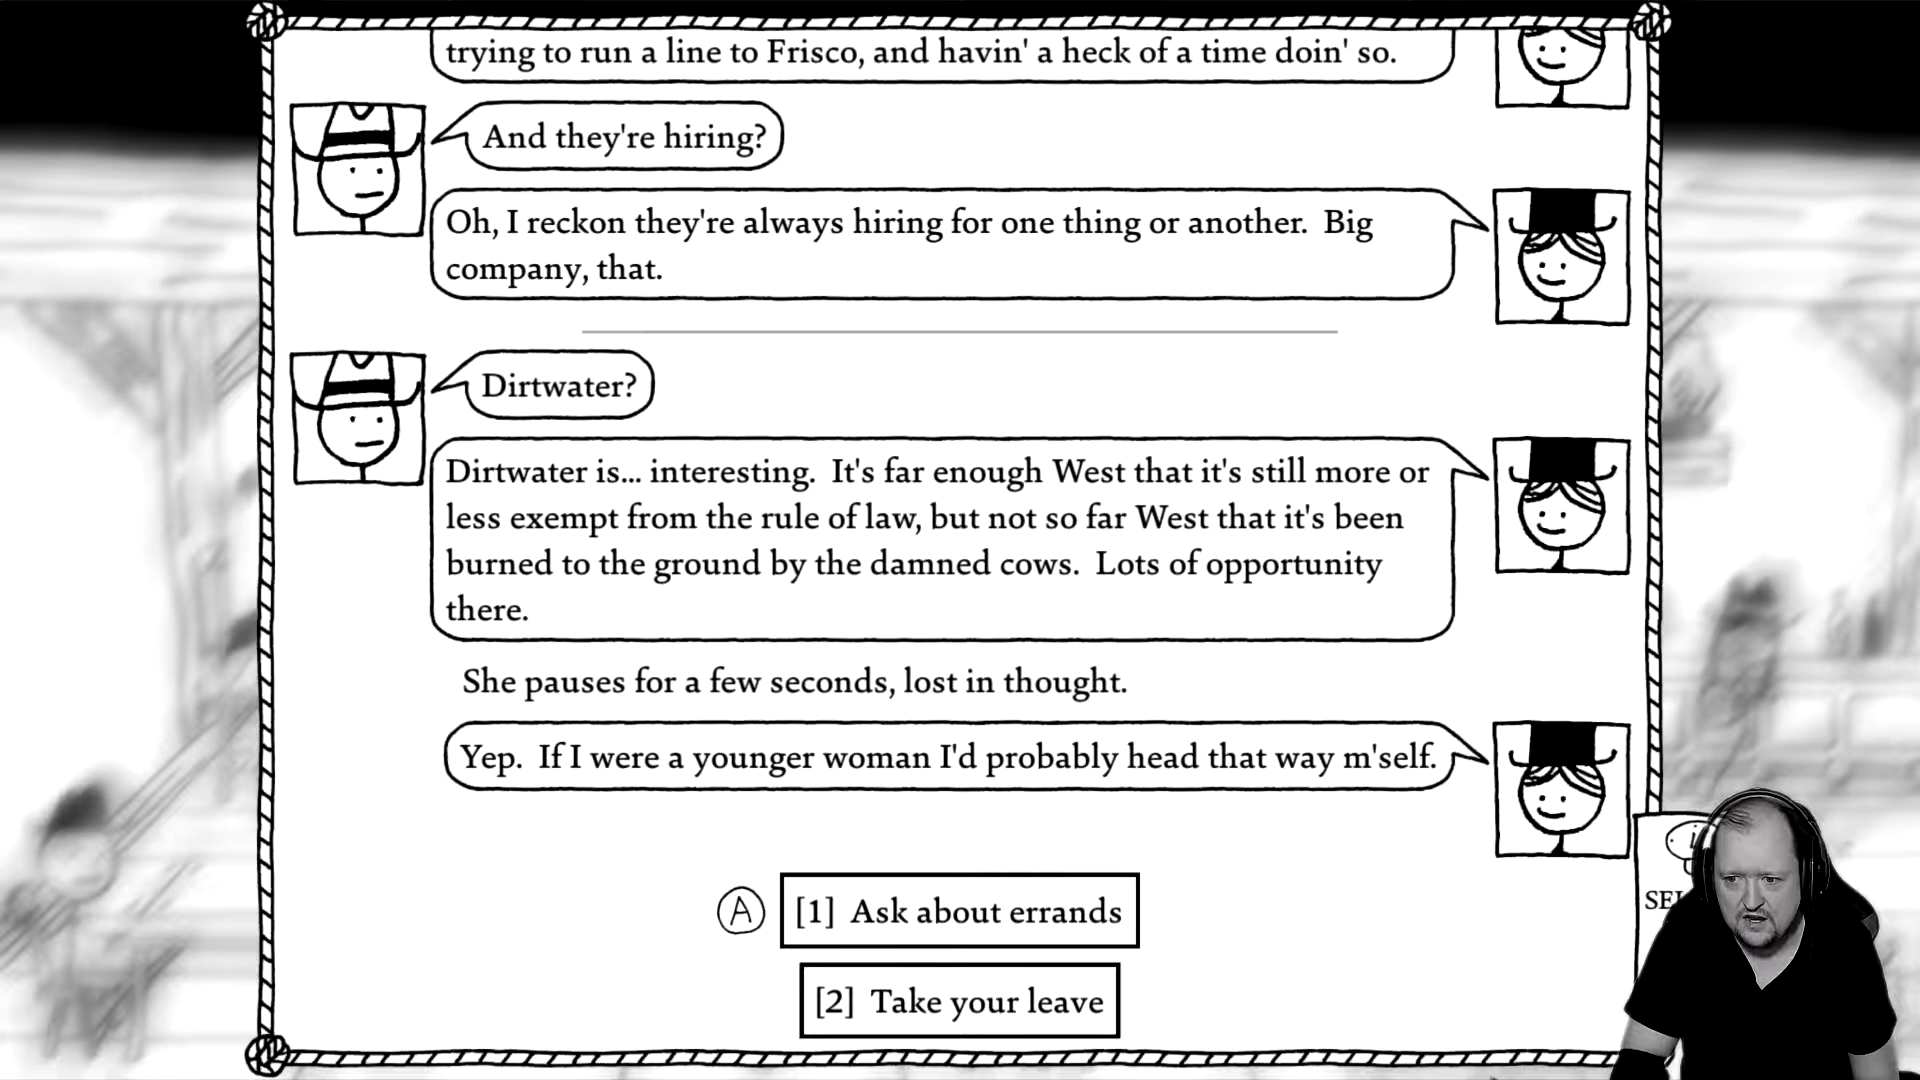 trying to run a line to Frisco, and havin' a heck of a time doin' so.
And they're hiring?
Oh, I reckon they're always hiring for one thing or another.  Big
company, that.
Dirtwater?
Dirtwater is... interesting.  It's far enough West that it's still more or
less exempt from the rule of law, but not so far West that it's been
burned to the ground by the damned cows.  Lots of opportunity
there.
She pauses for a few seconds, lost in thought.
Yep.  If I were a younger woman I'd probably head that way m'self.
A [1]  Ask about errands
[2]  Take your leave